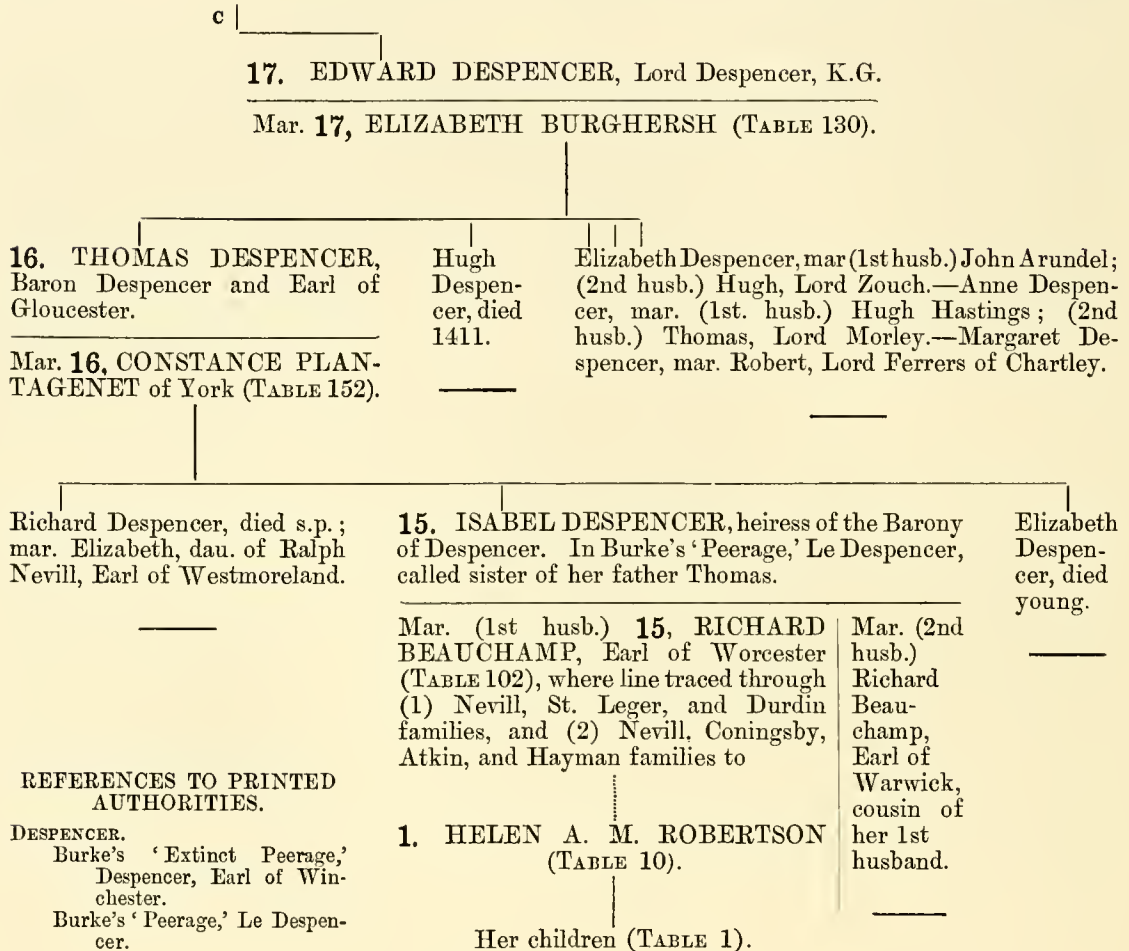 c
17. EDWARD DESPENCER, Lord Despencer, K.G.
Mar. 17, ELIZABETH BURGHERSH (TABLE 130).
16. THOMAS DESPENCER,
Baron Despencer and Earl of
Gloucester.
Mar. 16, CONSTANCE PLAN-
TAGENET of York (TABLE 152).
Hugh
Despen-
cer, died
1411.
Elizabeth Despencer, mar (1st husb.) John Arundel;
(2nd husb.) Hugh, Lord Zouch.—Anne Despen-
cer, mar. (1st. husb.) Hugh Hastings; (2nd
husb.) Thomas, Lord Morley.—Margaret De-
spencer, mar. Robert, Lord Ferrers of Chartley.
Richard Despencer, died s.p.;
mar. Elizabeth, dau. of Ralph
Nevill, Earl of Westmoreland.
15. ISABEL DESPENCER, heiress of the Barony
of Despencer. In Burke's 'Peerage,' Le Despencer,
called sister of her father Thomas.
Elizabeth
Despen-
cer, died
young.
Mar. (1st husb.) 15, RICHARD
BEAUCHAMP, Earl of Worcester
(TABLE 102), where line traced through
(1) Nevill, St. Leger, and Durdin
families, and (2) Nevill, Coningsby,
Atkin, and Hayman families to
Mar. (2nd
husb.)
Richard
Beau-
champ,
Earl of
Warwick,
cousin of
her 1st
husband.
1. HELEN A. M. ROBERTSON
(TABLE 10).
Her children (TABLE 1).
REFERENCES TO PRINTED
AUTHORITIES.
DESPENCER.
Burke's 'Extinct Peerage,'
Despencer, Earl of Win-
chester.
Burke's 'Peerage,' Le Despen-
cer.